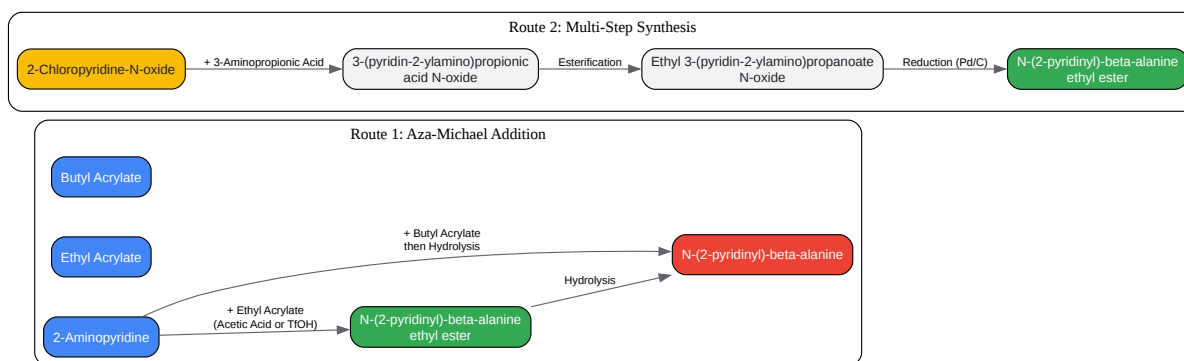 Route 2: Multi-Step Synthesis
2-Chloropyridine-N-oxide
+ 3-Aminopropionic Acid
3-(pyridin-2-ylamino)propionic
acid N-oxide
Esterification
Ethyl 3-(pyridin-2-ylamino)propanoate
N-oxide
Reduction (Pd/C)
N-(2-pyridinyl)-beta-alanine
ethyl ester
Route 1: Aza-Michael Addition
Butyl Acrylate
Ethyl Acrylate
+ Butyl Acrylate
then Hydrolysis
N-(2-pyridinyl)-beta-alanine
Hydrolysis
2-Aminopyridine
+ Ethyl Acrylate
(Acetic Acid or TfOH)
N-(2-pyridinyl)-beta-alanine
ethyl ester